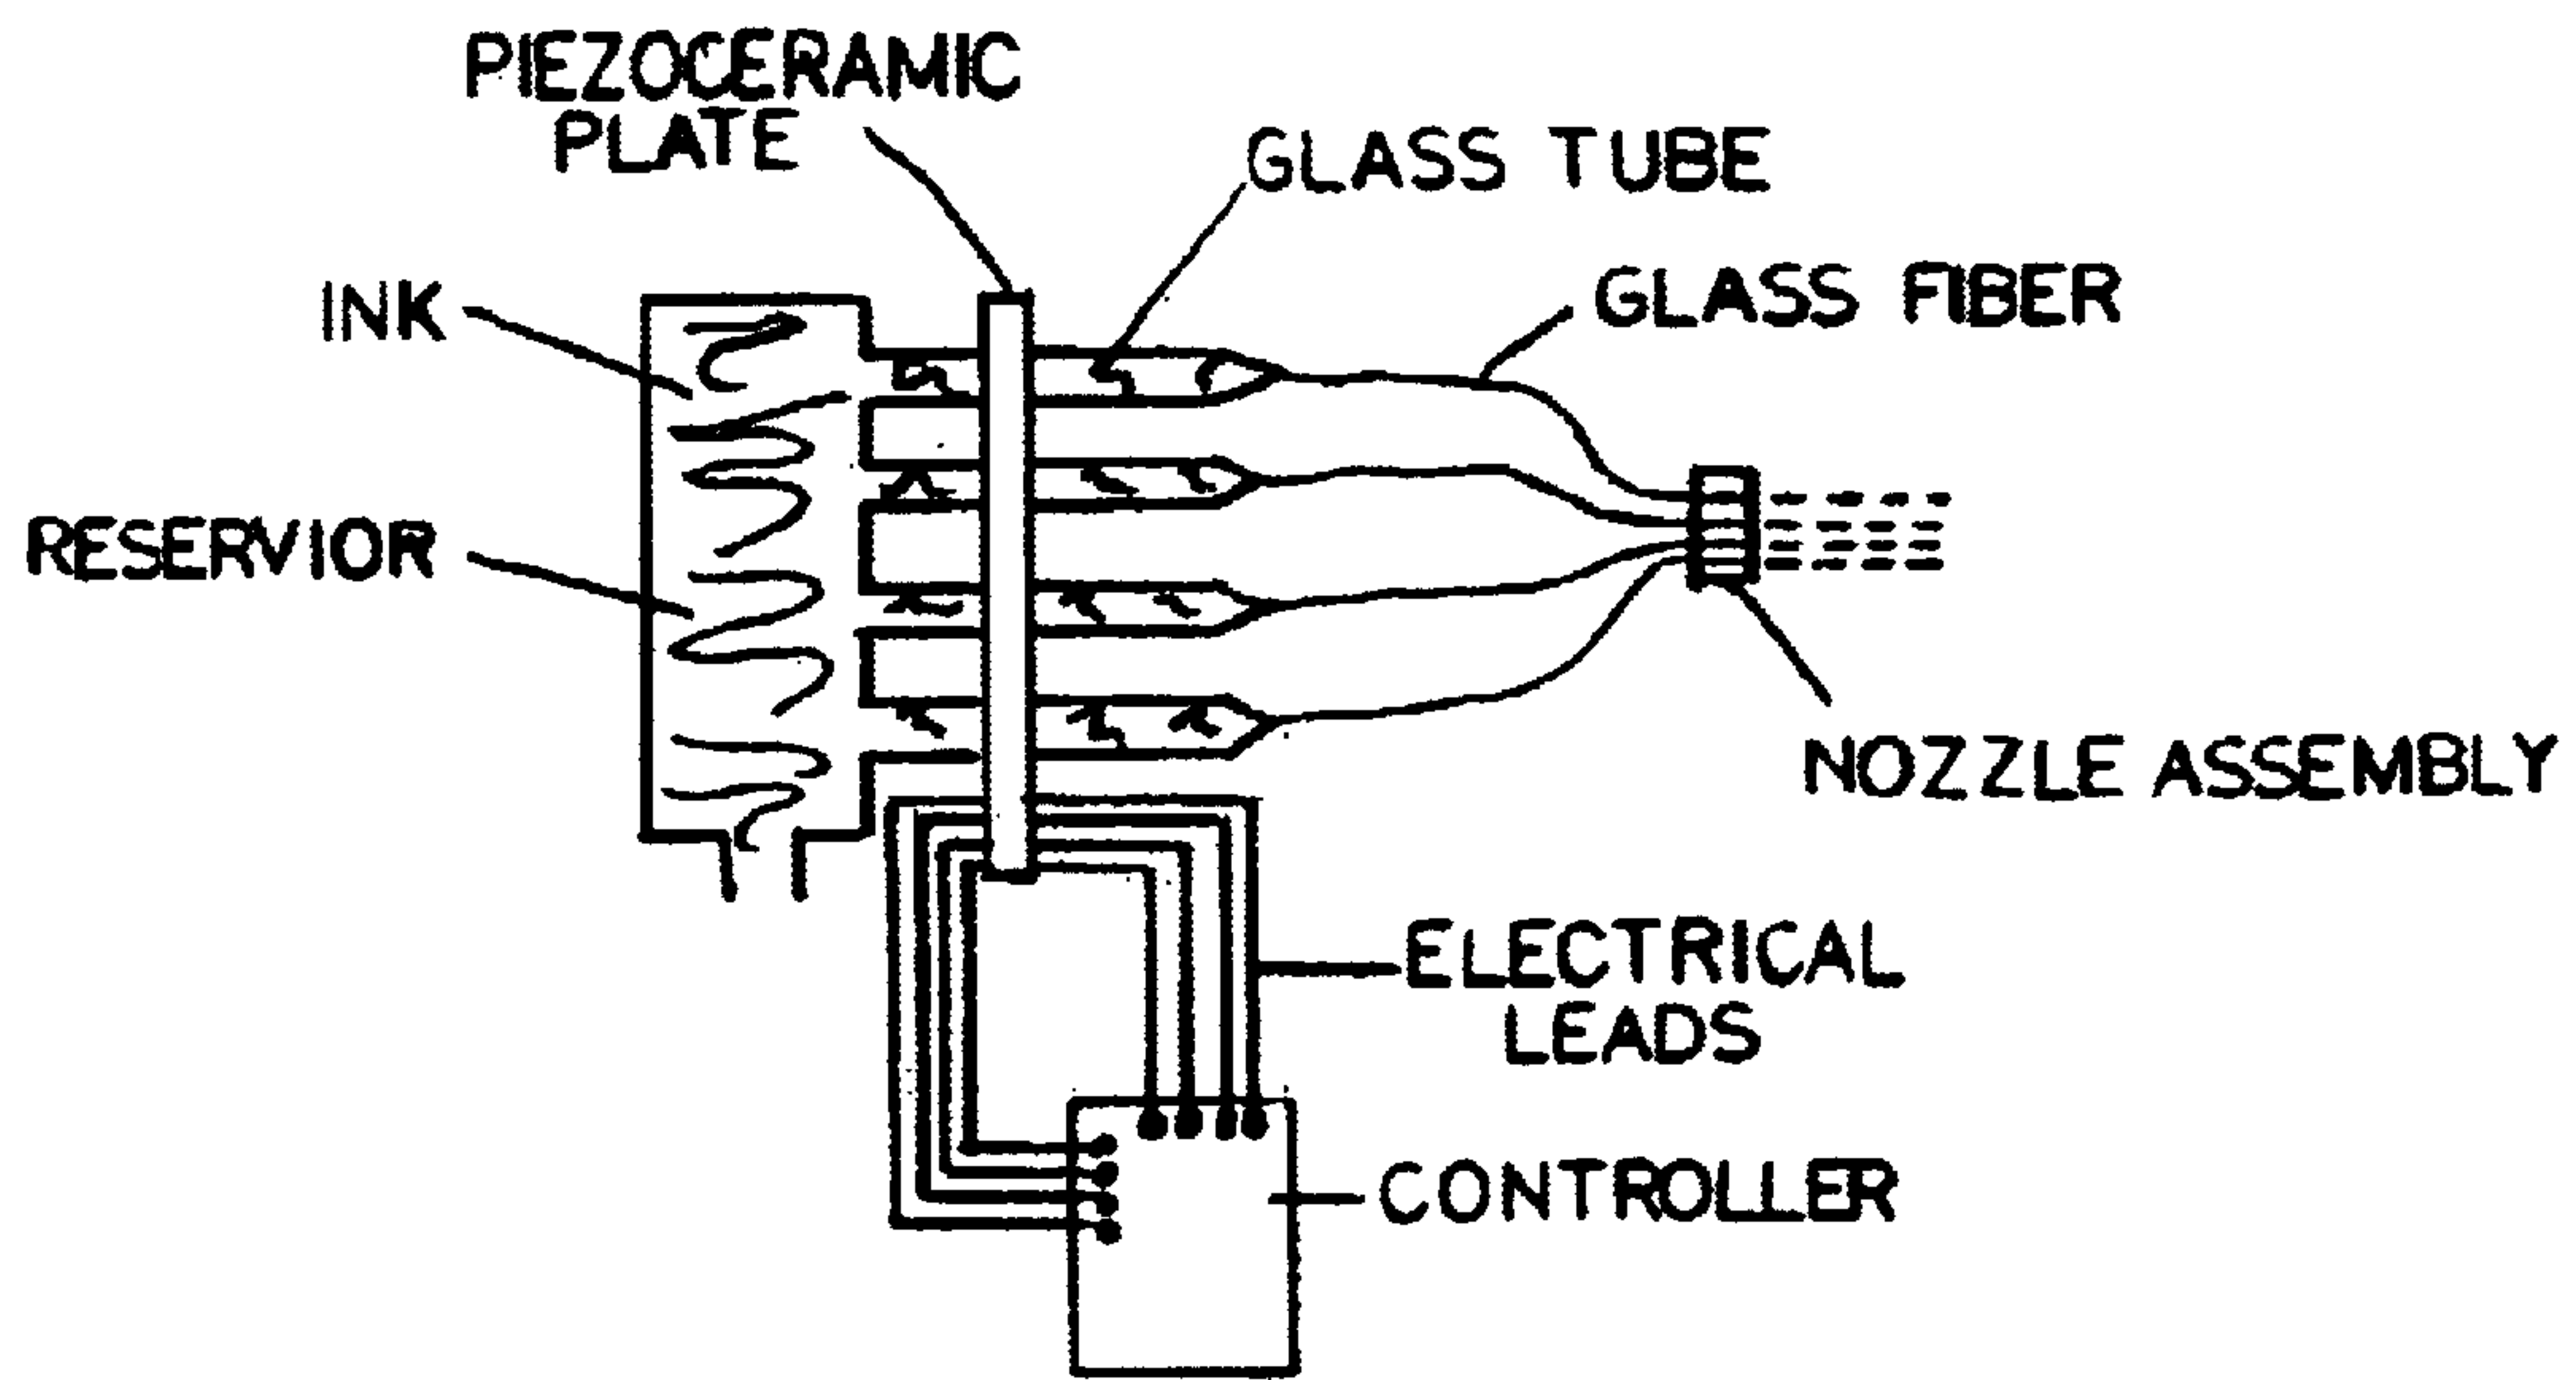 PIEZOCERAMIC
PLATE
GLASS TUBE
GLASS FIBER
INK
RESERVIOR
NOZZLE ASSEMBLY
ELECTRICAL
LEADS
CONTROLLER